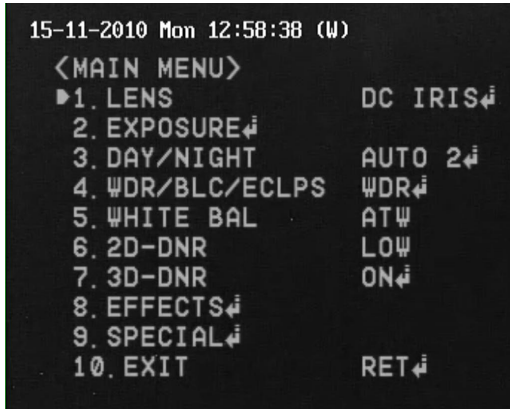 15-11-2010 Mon 12:58:38 (W)
<MAIN MENU>
1. LENS DC IRIS↲
2. EXPOSURE↲
3. DAY/NIGHT AUTO 2↲
4. WDR/BLC/ECLPS WDR↲
5. WHITE BAL ATW
6. 2D-DNR LOW
7. 3D-DNR ON↲
8. EFFECTS↲
9. SPECIAL↲
10. EXIT RET↲